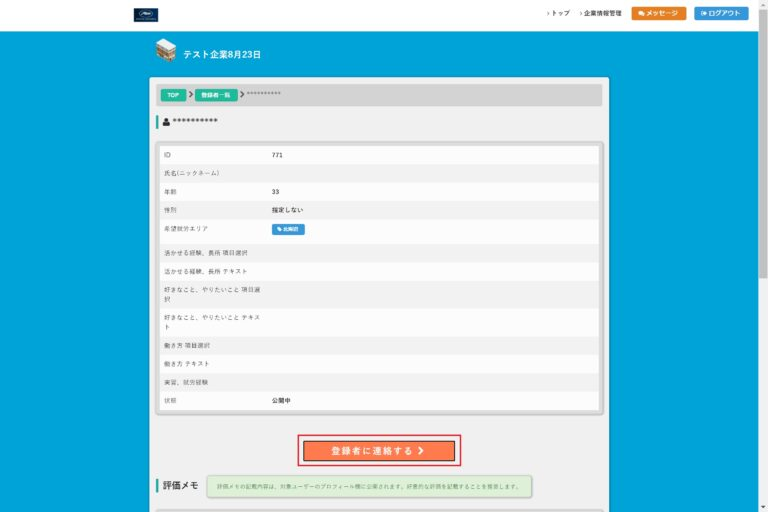 トップ 企業情報管理 メッセージ ログアウト
テスト企業8月23日
TOP 登録者一覧 **********
**********
ID 771
氏名(ニックネーム)
年齢 33
性別 指定しない
希望就労エリア
活かせる経験、長所 項目選択
活かせる経験、長所 テキスト
好きなこと、やりたいこと 項目選
択
好きなこと、やりたいこと テキス
ト
働き方 項目選択
働き方 テキスト
実習、就労経験
状態 公開中
登録者に連絡する
評価メモ 評価メモの記載内容は、対象ユーザーのプロフィール欄に公開されます。好意的な評価を記載することを推奨します。